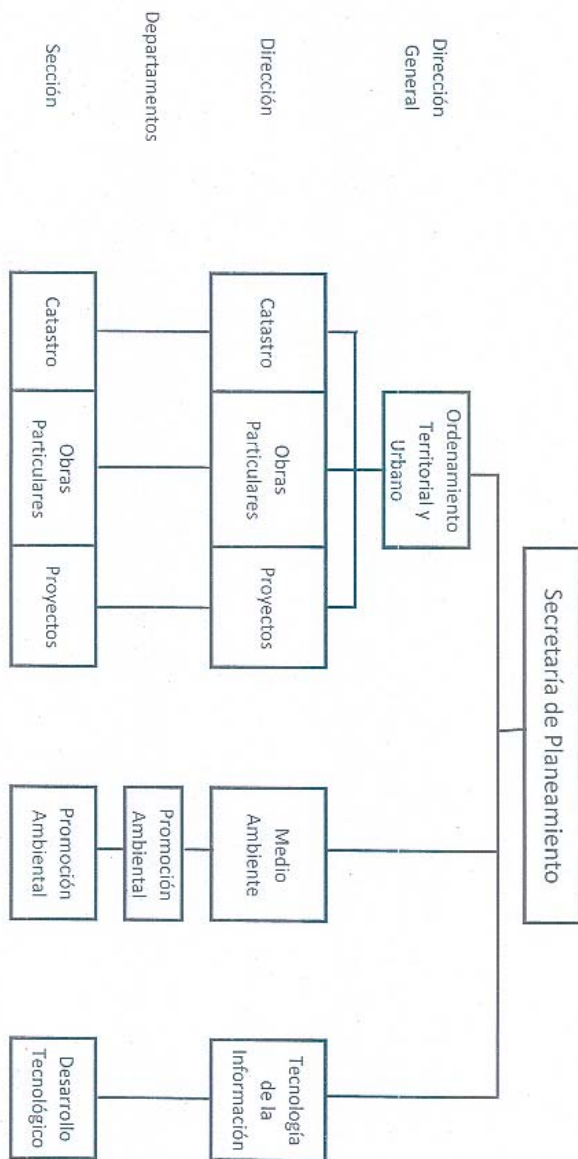 Secretaría de Planeamiento
Dirección
General
Ordenamiento
Territorial y
Urbano
Dirección
Catastro
Obras
Particulares
Proyectos
Medio
Ambiente
Tecnología
de la
Información
Departamentos
Promoción
Ambiental
Sección
Catastro
Obras
Particulares
Proyectos
Promoción
Ambiental
Desarrollo
Tecnológico